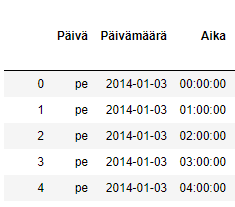 Päivä Päivämäärä Aika
0 pe 2014-01-03 00:00:00
1 pe 2014-01-03 01:00:00
2 pe 2014-01-03 02:00:00
3 pe 2014-01-03 03:00:00
4 pe 2014-01-03 04:00:00